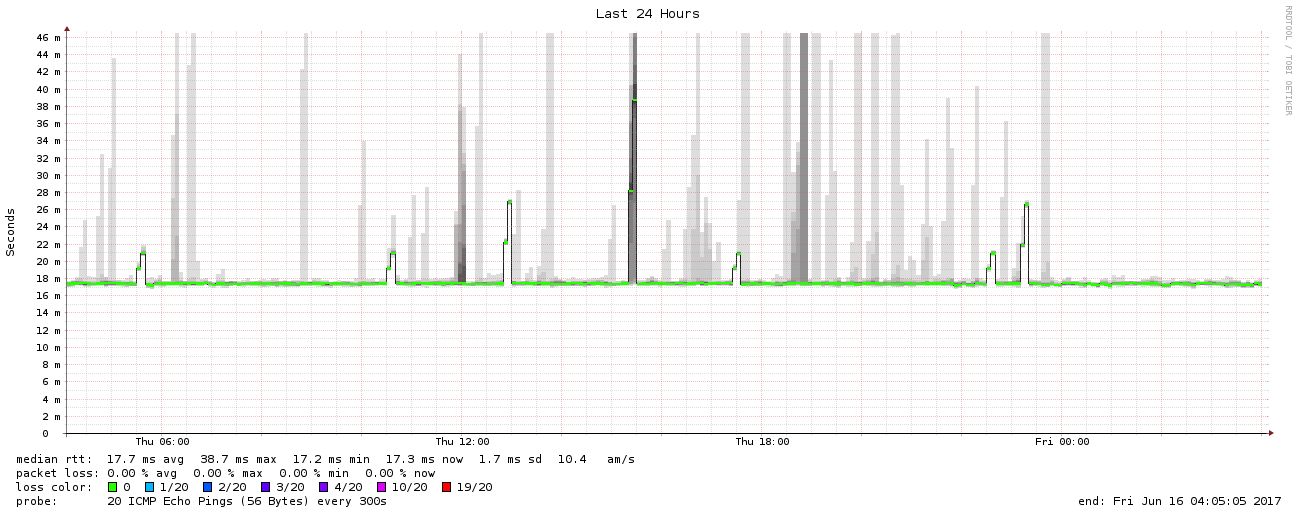 Last 24 Hours
RRDTOOL / TOBI OETIKER
Seconds
46 m
44 m
42 m
40 m
38 m
36 m
34 m
32 m
30 m
28 m
26 m
24 m
22 m
20 m
18 m
16 m
14 m
12 m
10 m
8 m
6 m
4 m
2 m
0
Thu 06:00 Thu 12:00 Thu 18:00 Fri 00:00
median rtt: 17.7 ms avg 38.7 ms max 17.2 ms min 17.3 ms now 1.7 ms sd 10.4 am/s
packet loss: 0.00 % avg 0.00 % max 0.00 % min 0.00 % now
loss color: 0 1/20 2/20 3/20 4/20 10/20 19/20
probe: 20 ICMP Echo Pings (56 Bytes) every 300s
end: Fri Jun 16 04:05:05 2017